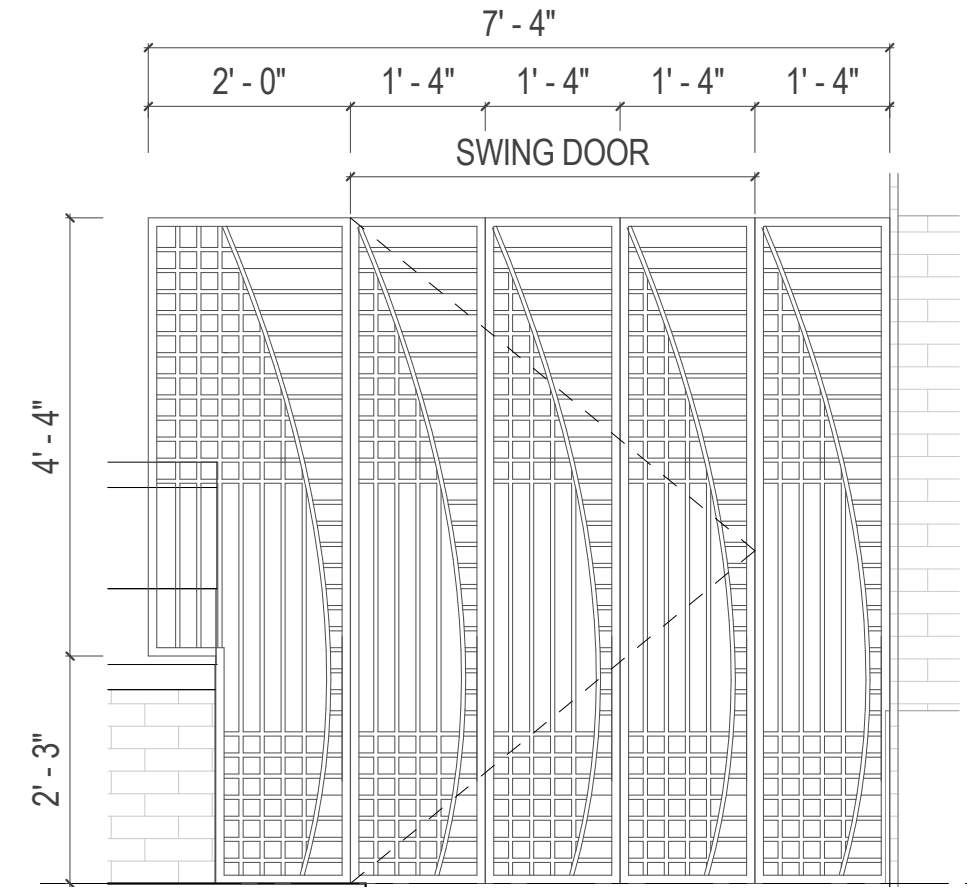 7' - 4"
2' - 0" 1' - 4" 1' - 4" 1' - 4" 1' - 4"
SWING DOOR
4' - 4"
2' - 3"